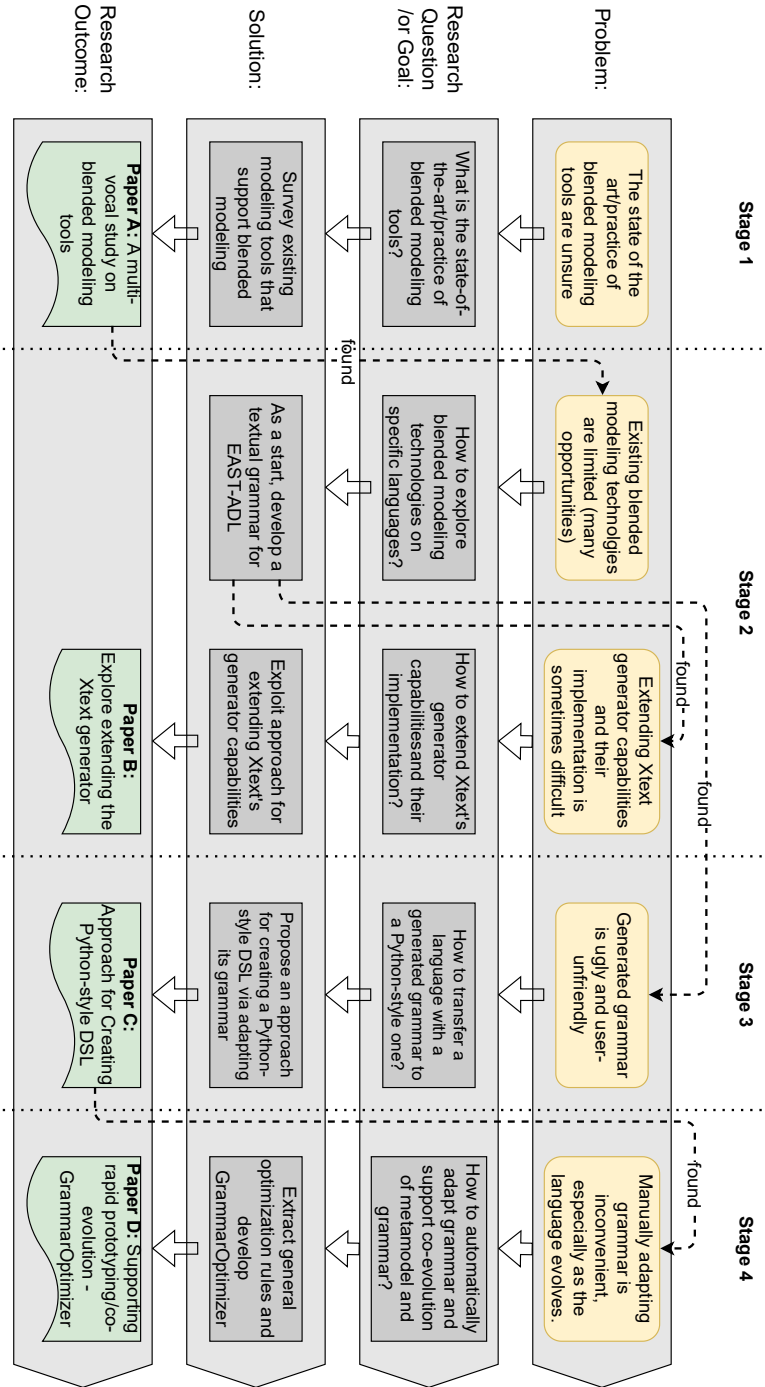 Stage 1
Stage 2
Stage 3
Stage 4
Problem:
The state of the
art/practice of
blended modeling
tools are unsure
Existing blended
modeling technolgies
are limited (many
opportunities)
found
Extending Xtext
generator capabilities
and their
implementation is
sometimes difficult
found
Generated grammar
is ugly and user-
unfriendly
found
Manually adapting
grammar is
inconvenient,
especially as the
language evolves.
Research
Question
/or Goal:
What is the state-of-
the-art/practice of
blended modeling
tools?
found
How to explore
blended modeling
technologies on
specific languages?
How to extend Xtext's
generator
capabilitiesand their
implementation?
How to transfer a
language with a
generated grammar to
a Python-style one?
How to automatically
adapt grammar and
support co-evolution
of metamodel and
grammar?
Solution:
Survey existing
modeling tools that
support blended
modeling
As a start, develop a
textual grammar for
EAST-ADL
Exploit approach for
extending Xtext's
generator capabilities
Propose an approach
for creating a Python-
style DSL via adapting
its grammar
Extract general
optimization rules and
develop
GrammarOptimizer
Research
Outcome:
Paper A: A multi-
vocal study on
blended modeling
tools
Paper B:
Explore extending the
Xtext generator
Paper C:
Approach for Creating
Python-style DSL
Paper D: Supporting
rapid prototyping/co-
evolution -
GrammarOptimizer